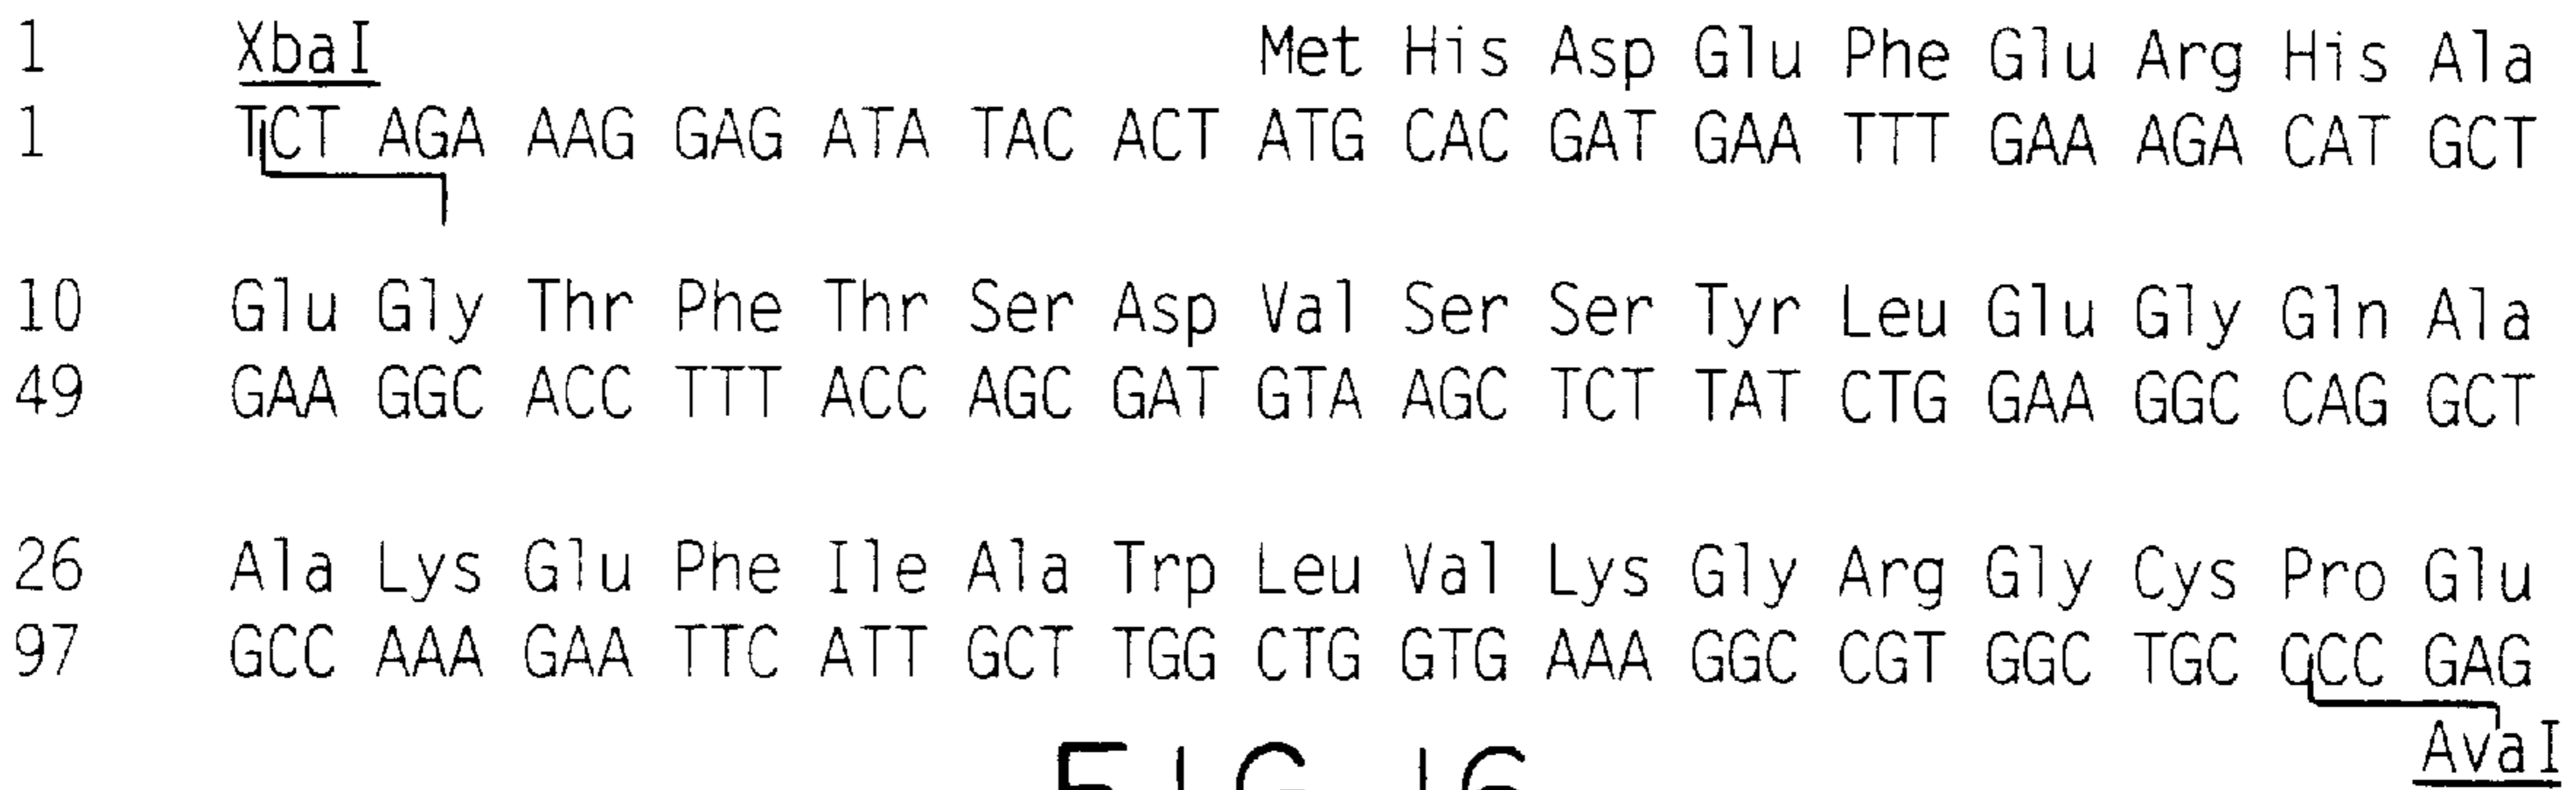 1 XbaI Met His Asp Glu Phe Glu Arg His Ala
1 TCT AGA AAG GAG ATA TAC ACT ATG CAC GAT GAA TTT GAA AGA CAT GCT
10 Glu Gly Thr Phe Thr Ser Asp Val Ser Ser Tyr Leu Glu Gly Gln Ala
49 GAA GGC ACC TTT ACC AGC GAT GTA AGC TCT TAT CTG GAA GGC CAG GCT
26 Ala Lys Glu Phe Ile Ala Trp Leu Val Lys Gly Arg Gly Cys Pro Glu
97 GCC AAA GAA TTC ATT GCT TGG CTG GTG AAA GGC CGT GGC TGC CCC GAG
AvaI
FIG. 16